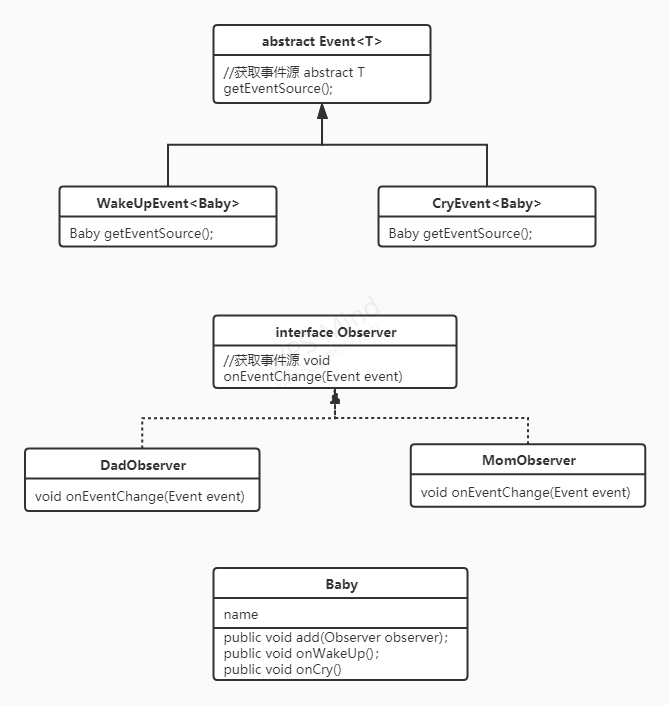 abstract Event<T>
//获取事件源 abstract T
getEventSource();
WakeUpEvent<Baby>
CryEvent<Baby>
Baby getEventSource();
Baby getEventSource();
interface Observer
//获取事件源 void
onEventChange(Event event)
DadObserver
MomObserver
void onEventChange(Event event)
void onEventChange(Event event)
Baby
name
public void add(Observer observer);
public void onWakeUp();
public void onCry()